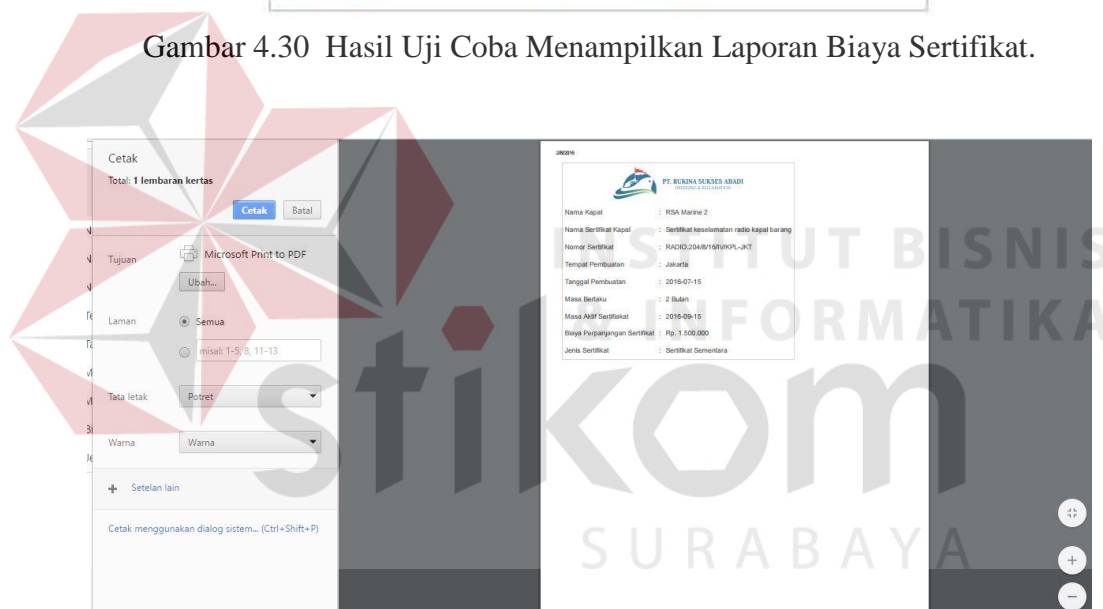 Gambar 4.30 Hasil Uji Coba Menampilkan Laporan Biaya Sertifikat.
Cetak
Total: 1 lembaran kertas
Cetak Batal
Tujuan Microsoft Print to PDF
Ubah...
Laman Semua
misal: 1-5, 8, 11-13
Tata letak Potret
Warna Warna
+ Setelan lain
Cetak menggunakan dialog sistem... (Ctrl+Shift+P)
PT. BUKINA SUKSES ABADI
Nama Kapal : RSA Marine 2
Nama Sertifikat Kapal : Sertifikat keselamatan radio kapal barang
Nomor Sertifikat : RADIO.204/8/16/IV/KPL-JKT
Tempat Pembuatan : Jakarta
Tanggal Pembuatan : 2016-07-15
Masa Berlaku : 2 Bulan
Masa Aktif Sertifiakat : 2016-09-15
Biaya Perpanjangan Sertifikat : Rp. 1.500.000
Jenis Sertifikat : Sertifikat Sementara
INSTITUT BISNIS
& INFORMATIKA
stikom
SURABAYA